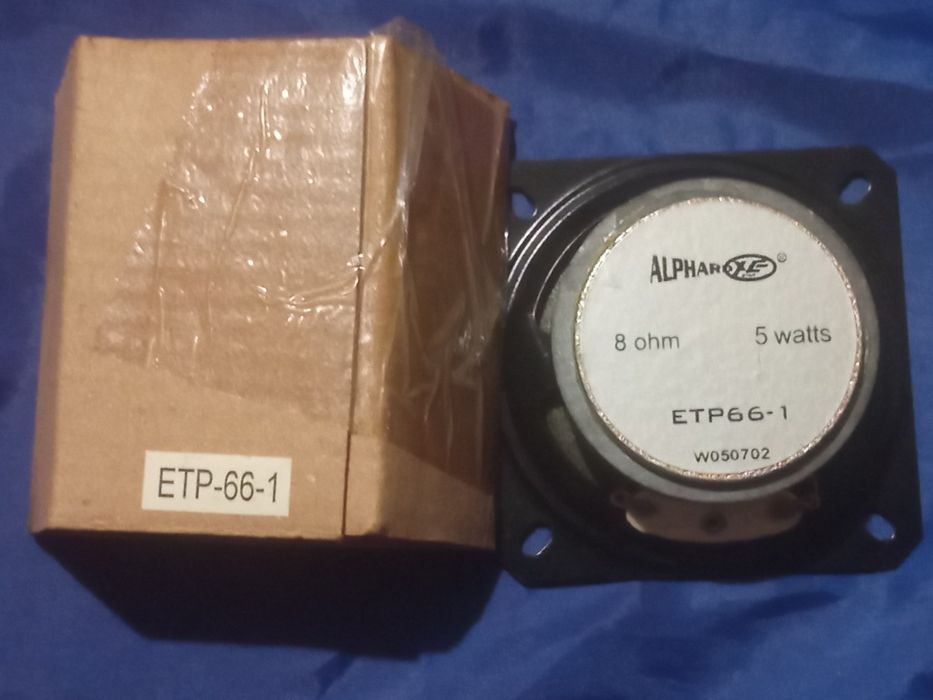 ETP-66-1
ALPHARD
®
8 ohm 5 watts
ETP66-1
W050702